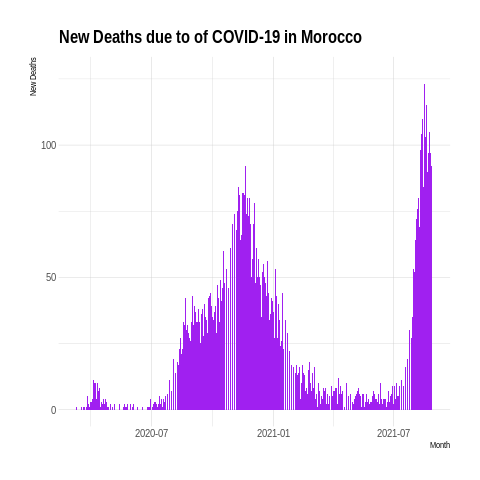 New Deaths due to of COVID-19 in Morocco
New Deaths
100
50
0
2020-07
2021-01
2021-07
Month